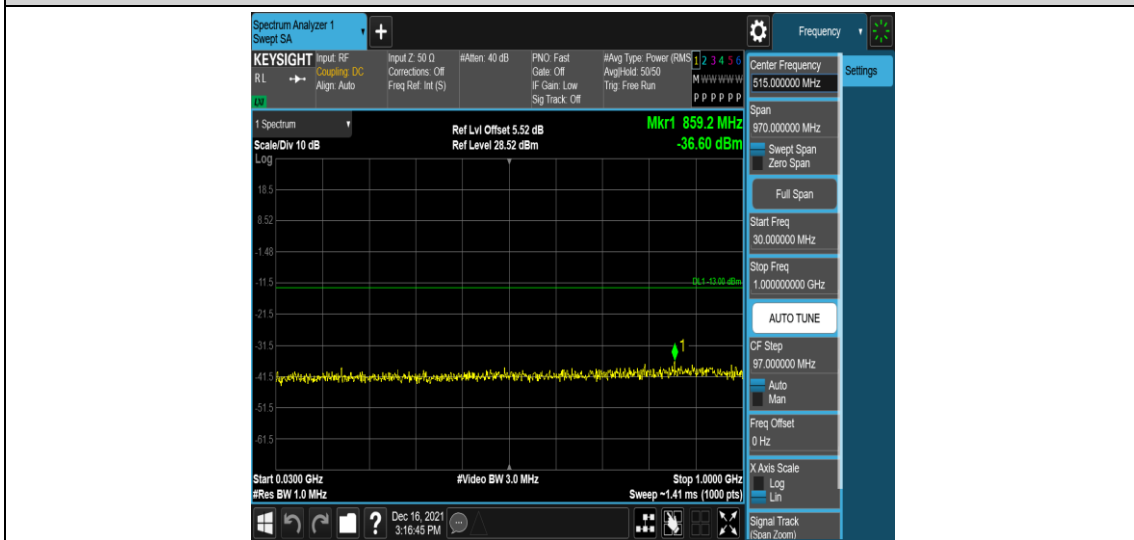 Spectrum Analyzer 1
Swept SA
Frequency
KEYSIGHT
RL
LXI
Input: RF
Coupling: DC
Align: Auto
Input Z: 50 Ω
Corrections: Off
Freq Ref: Int (S)
#Atten: 40 dB
PNO: Fast
Gate: Off
IF Gain: Low
Sig Track: Off
#Avg Type: Power (RMS
Avg|Hold: 50/50
Trig: Free Run
1 2 3 4 5 6
M W W W W W
P P P P P P
1 Spectrum
Scale/Div 10 dB
Ref Lvl Offset 5.52 dB
Ref Level 28.52 dBm
Mkr1 859.2 MHz
-36.60 dBm
Log
18.5
8.52
-1.48
-11.5
-21.5
-31.5
-41.5
-51.5
-61.5
DL1 -13.00 dBm
1
Start 0.0300 GHz
#Res BW 1.0 MHz
#Video BW 3.0 MHz
Stop 1.0000 GHz
Sweep ~1.41 ms (1000 pts)
Dec 16, 2021
3:16:45 PM
Center Frequency
515.000000 MHz
Settings
Span
970.000000 MHz
Swept Span
Zero Span
Full Span
Start Freq
30.000000 MHz
Stop Freq
1.000000000 GHz
AUTO TUNE
CF Step
97.000000 MHz
Auto
Man
Freq Offset
0 Hz
X Axis Scale
Log
Lin
Signal Track
(Span Zoom)